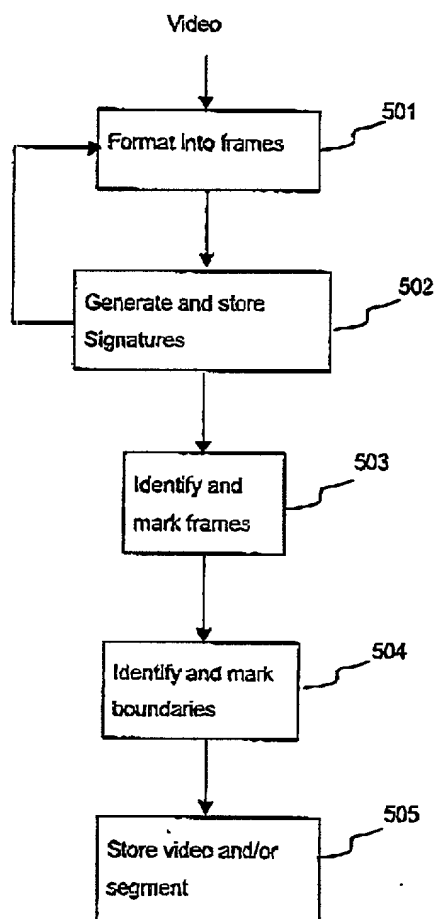 Video
501
Format into frames
502
Generate and store
Signatures
503
Identify and
mark frames
504
Identify and mark
boundaries
505
Store video and/or
segment